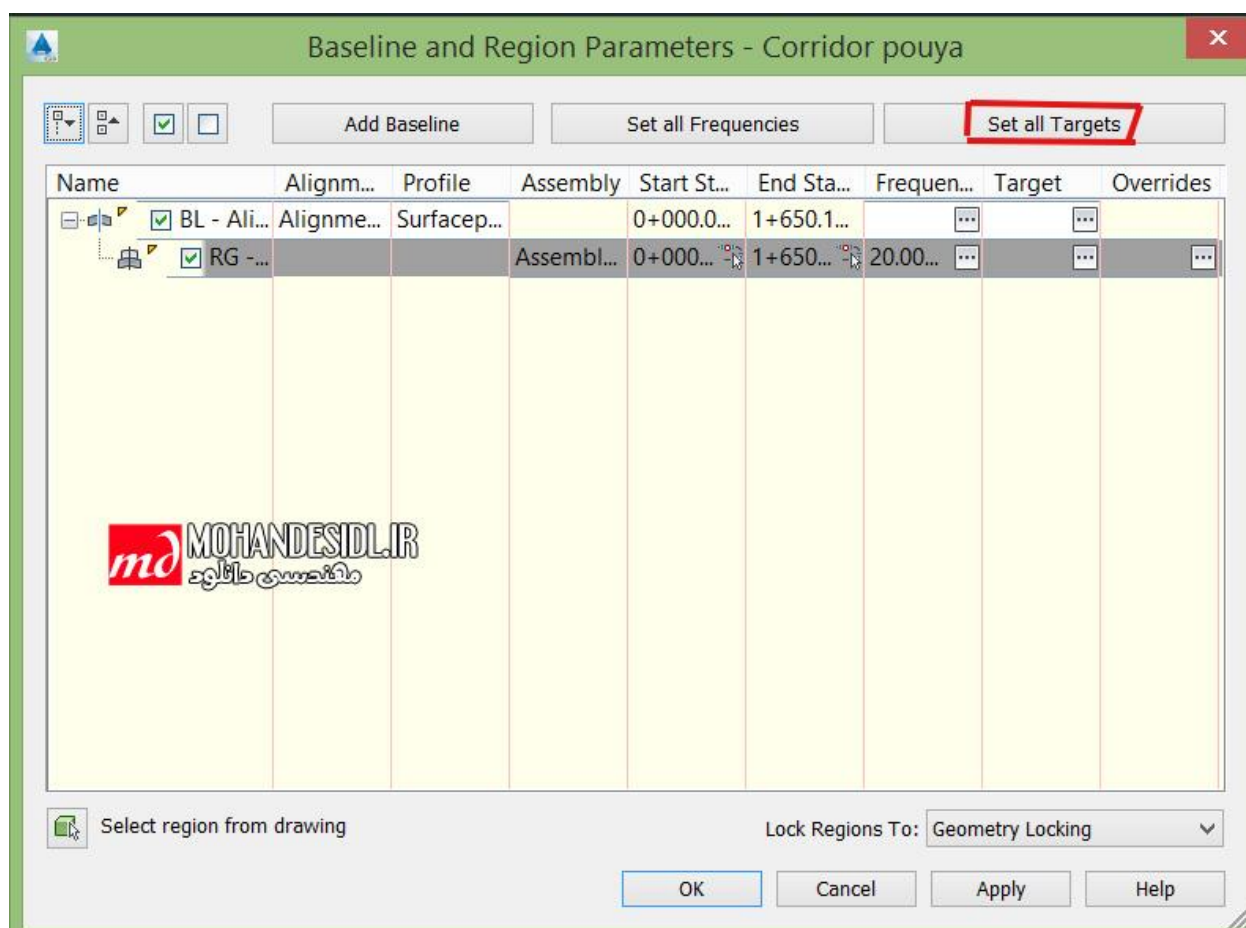 Baseline and Region Parameters - Corridor pouya
Add Baseline Set all Frequencies Set all Targets
Name Alignm... Profile Assembly Start St... End Sta... Frequen... Target Overrides
BL - Ali... Alignme... Surfacep... 0+000.0... 1+650.1...
RG -... Assembl... 0+000... 1+650... 20.00...
md MOHANDESIDL.IR
مهندسی دانلود
Select region from drawing Lock Regions To: Geometry Locking
OK Cancel Apply Help